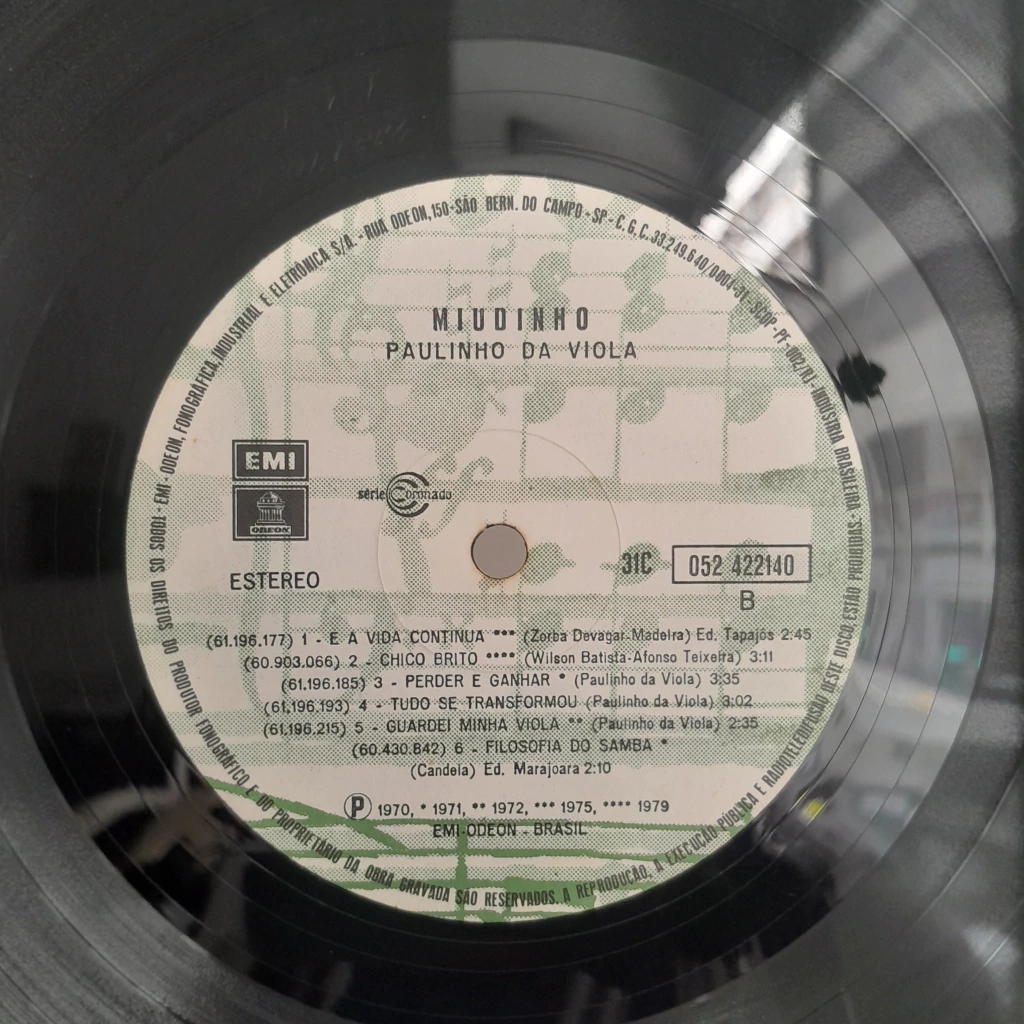 EMI - ODEON, FONOGRÁFICA, INDUSTRIAL E ELETRÔNICA S/A. - RUA ODEON, 150 - SÃO BERN. DO CAMPO - SP - C.G.C. 33.249.640/0004-31 - SCDP - PF - 002/RJ - INDÚSTRIA BRASILEIRA -
TODOS OS DIREITOS DO PRODUTOR FONOGRÁFICO E DO PROPRIETÁRIO DA OBRA GRAVADA SÃO RESERVADOS. A REPRODUÇÃO, A EXECUÇÃO PÚBLICA E RADIOTELEDIFUSÃO DESTE DISCO ESTÃO PROIBIDAS -
MIUDINHO
PAULINHO DA VIOLA
EMI
ODEON
série Coronado
ESTEREO
31C 052 422140
B
(61.196.177) 1 - E A VIDA CONTINUA *** (Zorba Devagar-Madeira) Ed. Tapajós 2:45
(60.903.066) 2 - CHICO BRITO **** (Wilson Batista-Afonso Teixeira) 3:11
(61.196.185) 3 - PERDER E GANHAR * (Paulinho da Viola) 3:35
(61.196.193) 4 - TUDO SE TRANSFORMOU (Paulinho da Viola) 3:02
(61.196.215) 5 - GUARDEI MINHA VIOLA ** (Paulinho da Viola) 2:35
(60.430.842) 6 - FILOSOFIA DO SAMBA *
(Candeia) Ed. Marajoara 2:10
Ⓟ 1970, * 1971, ** 1972, *** 1975, **** 1979
EMI-ODEON - BRASIL